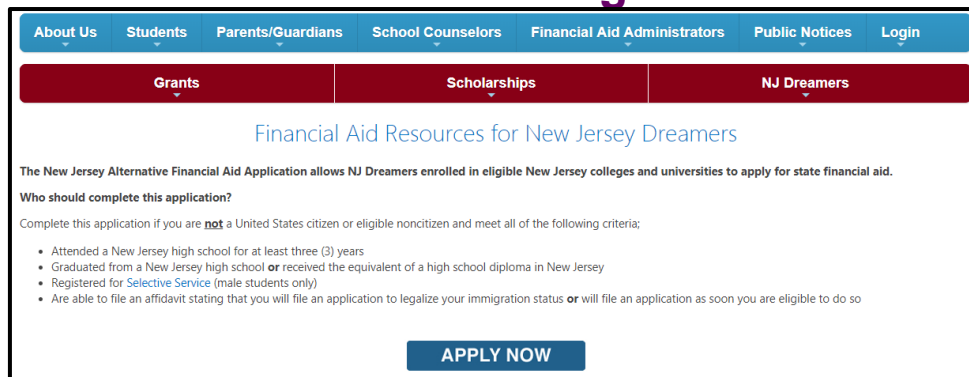 About Us Students Parents/Guardians School Counselors Financial Aid Administrators Public Notices Login
Grants Scholarships NJ Dreamers
Financial Aid Resources for New Jersey Dreamers
The New Jersey Alternative Financial Aid Application allows NJ Dreamers enrolled in eligible New Jersey colleges and universities to apply for state financial aid.
Who should complete this application?
Complete this application if you are not a United States citizen or eligible noncitizen and meet all of the following criteria;
• Attended a New Jersey high school for at least three (3) years
• Graduated from a New Jersey high school or received the equivalent of a high school diploma in New Jersey
• Registered for Selective Service (male students only)
• Are able to file an affidavit stating that you will file an application to legalize your immigration status or will file an application as soon you are eligible to do so
APPLY NOW